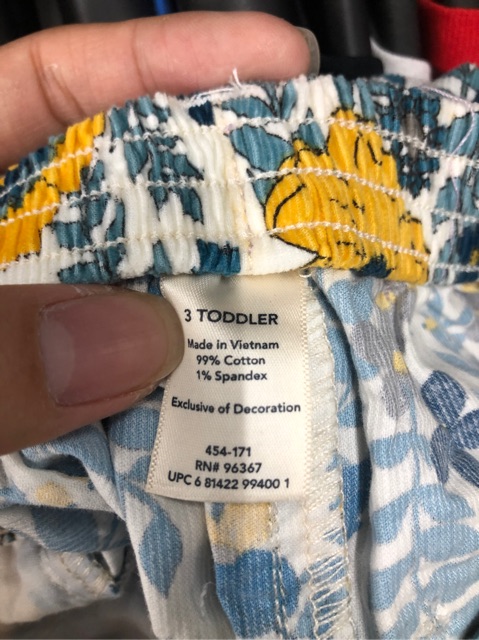 3 TODDLER
Made in Vietnam
99% Cotton
1% Spandex
Exclusive of Decoration
454-171
RN# 96367
UPC 6 81422 99400 1